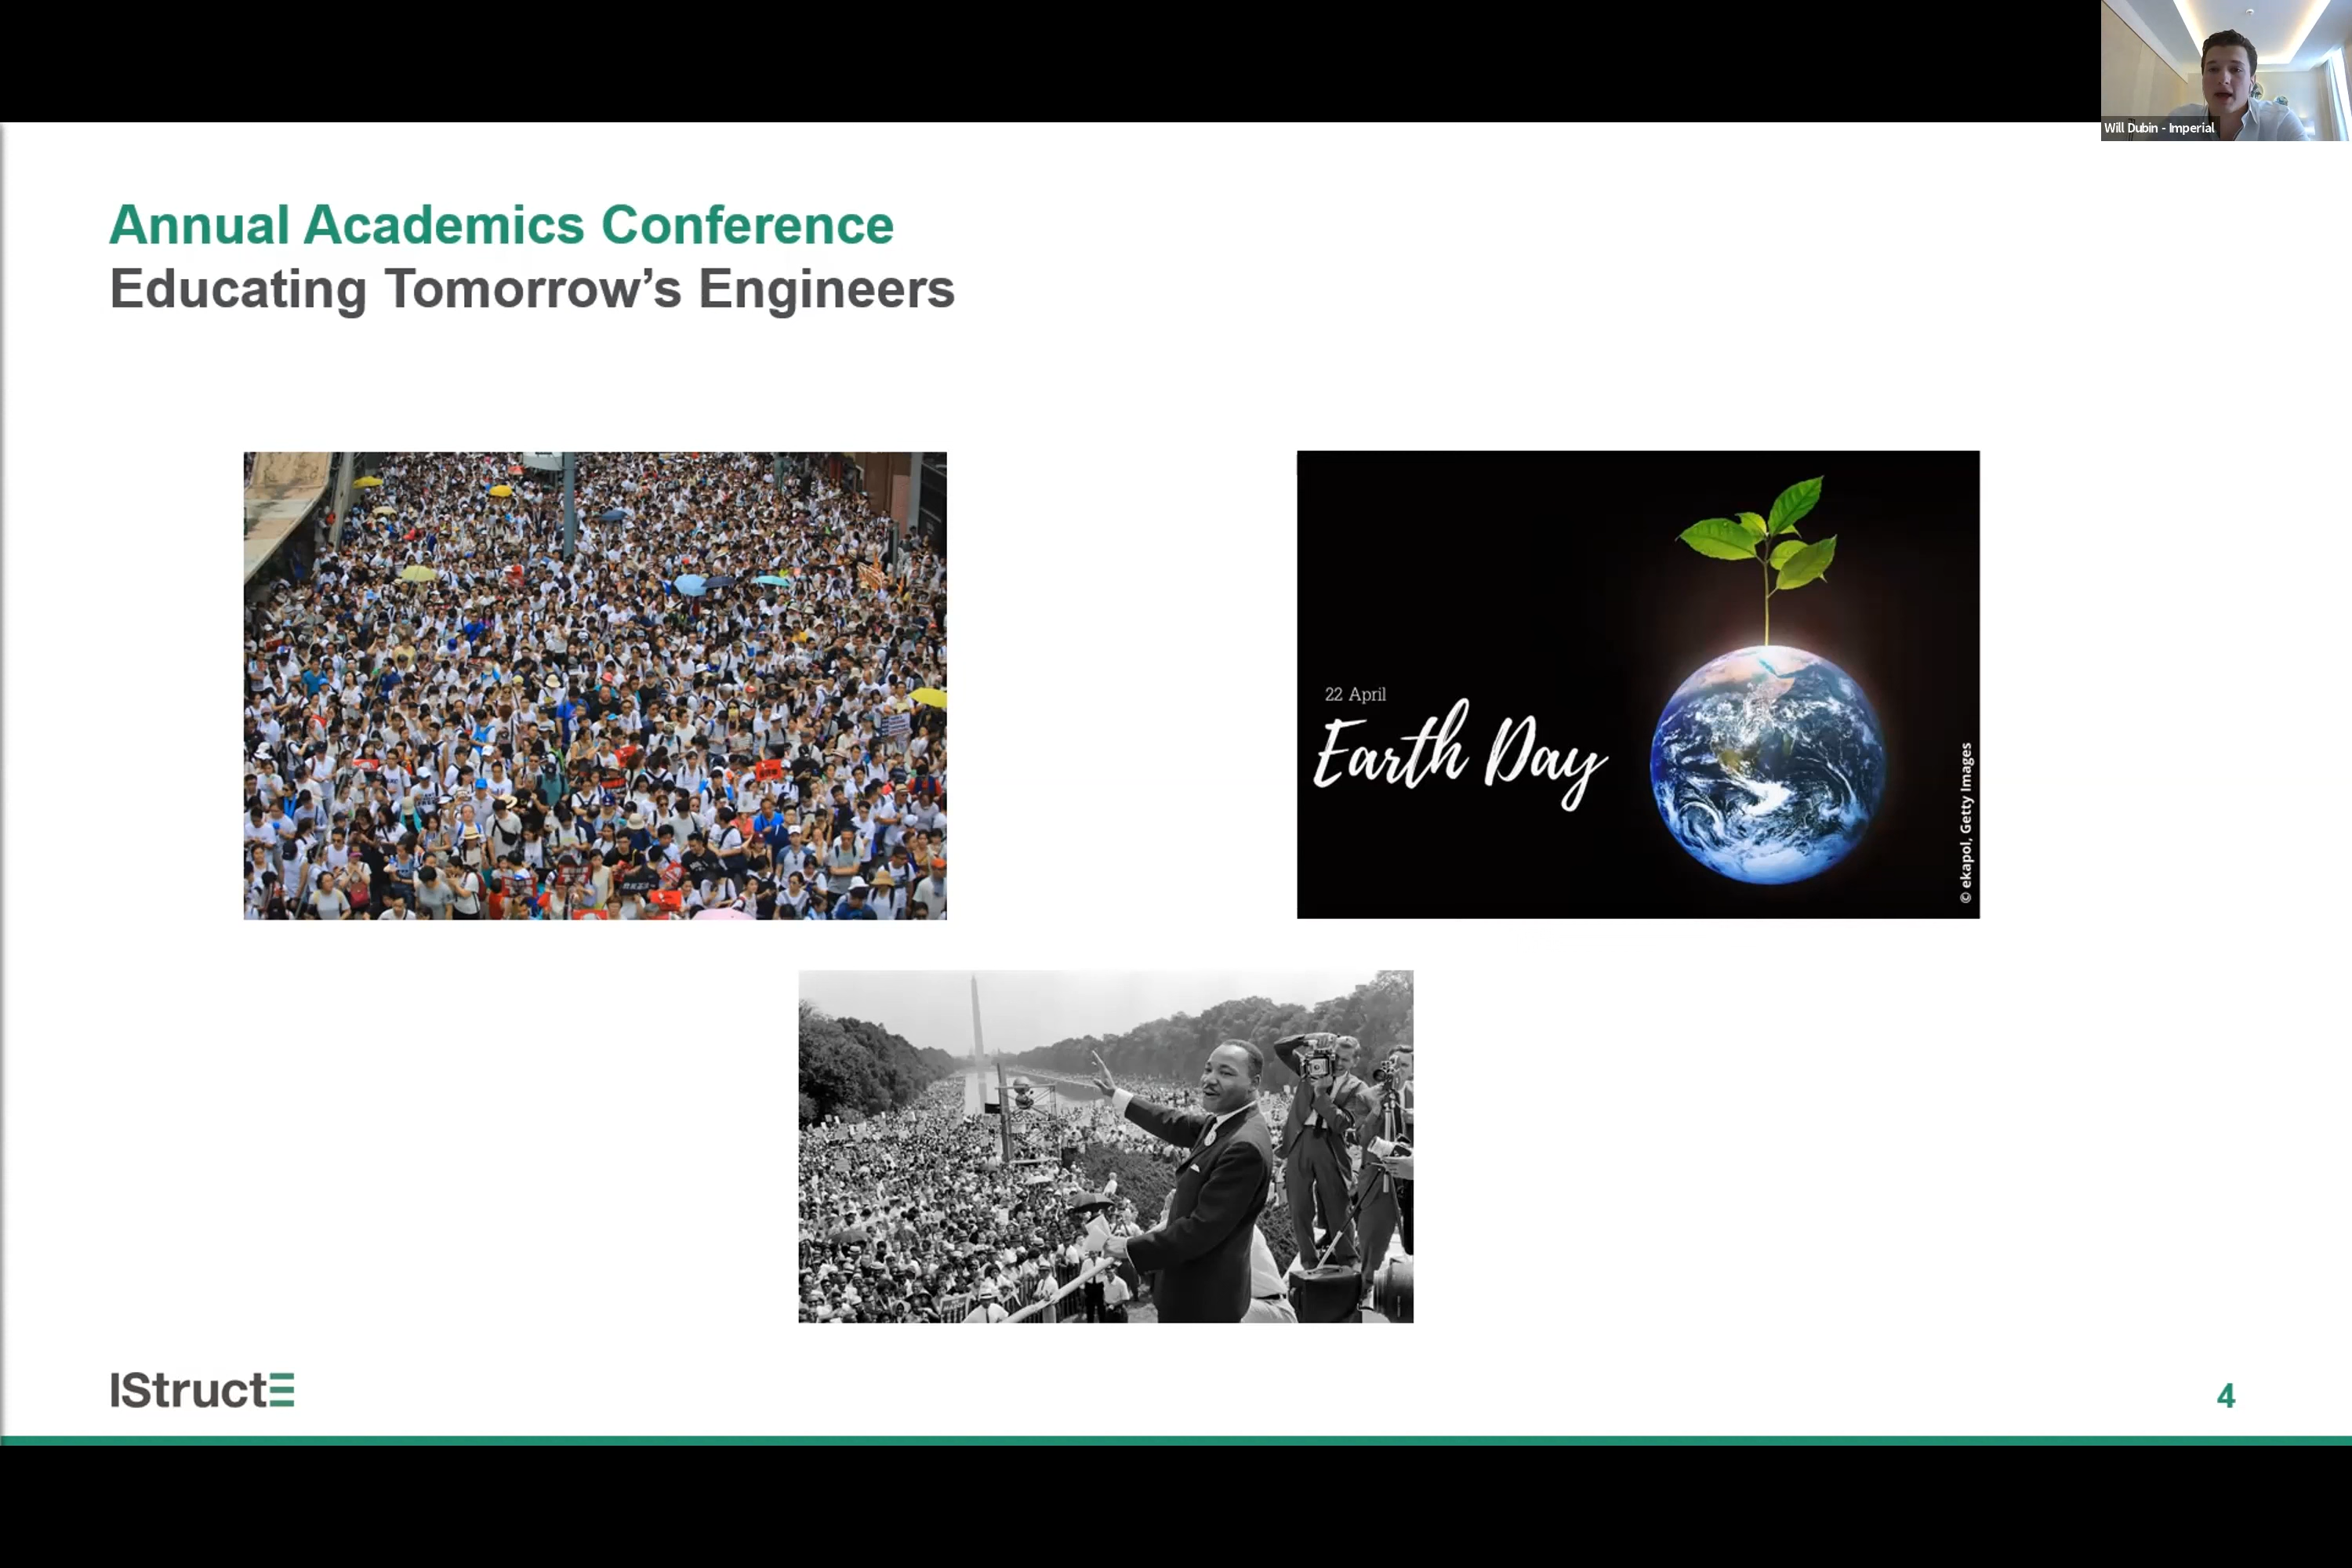 Will Dubin - Imperial
Annual Academics Conference
Educating Tomorrow’s Engineers
22 April
Earth Day
© ekapol, Getty Images
IStructE
4